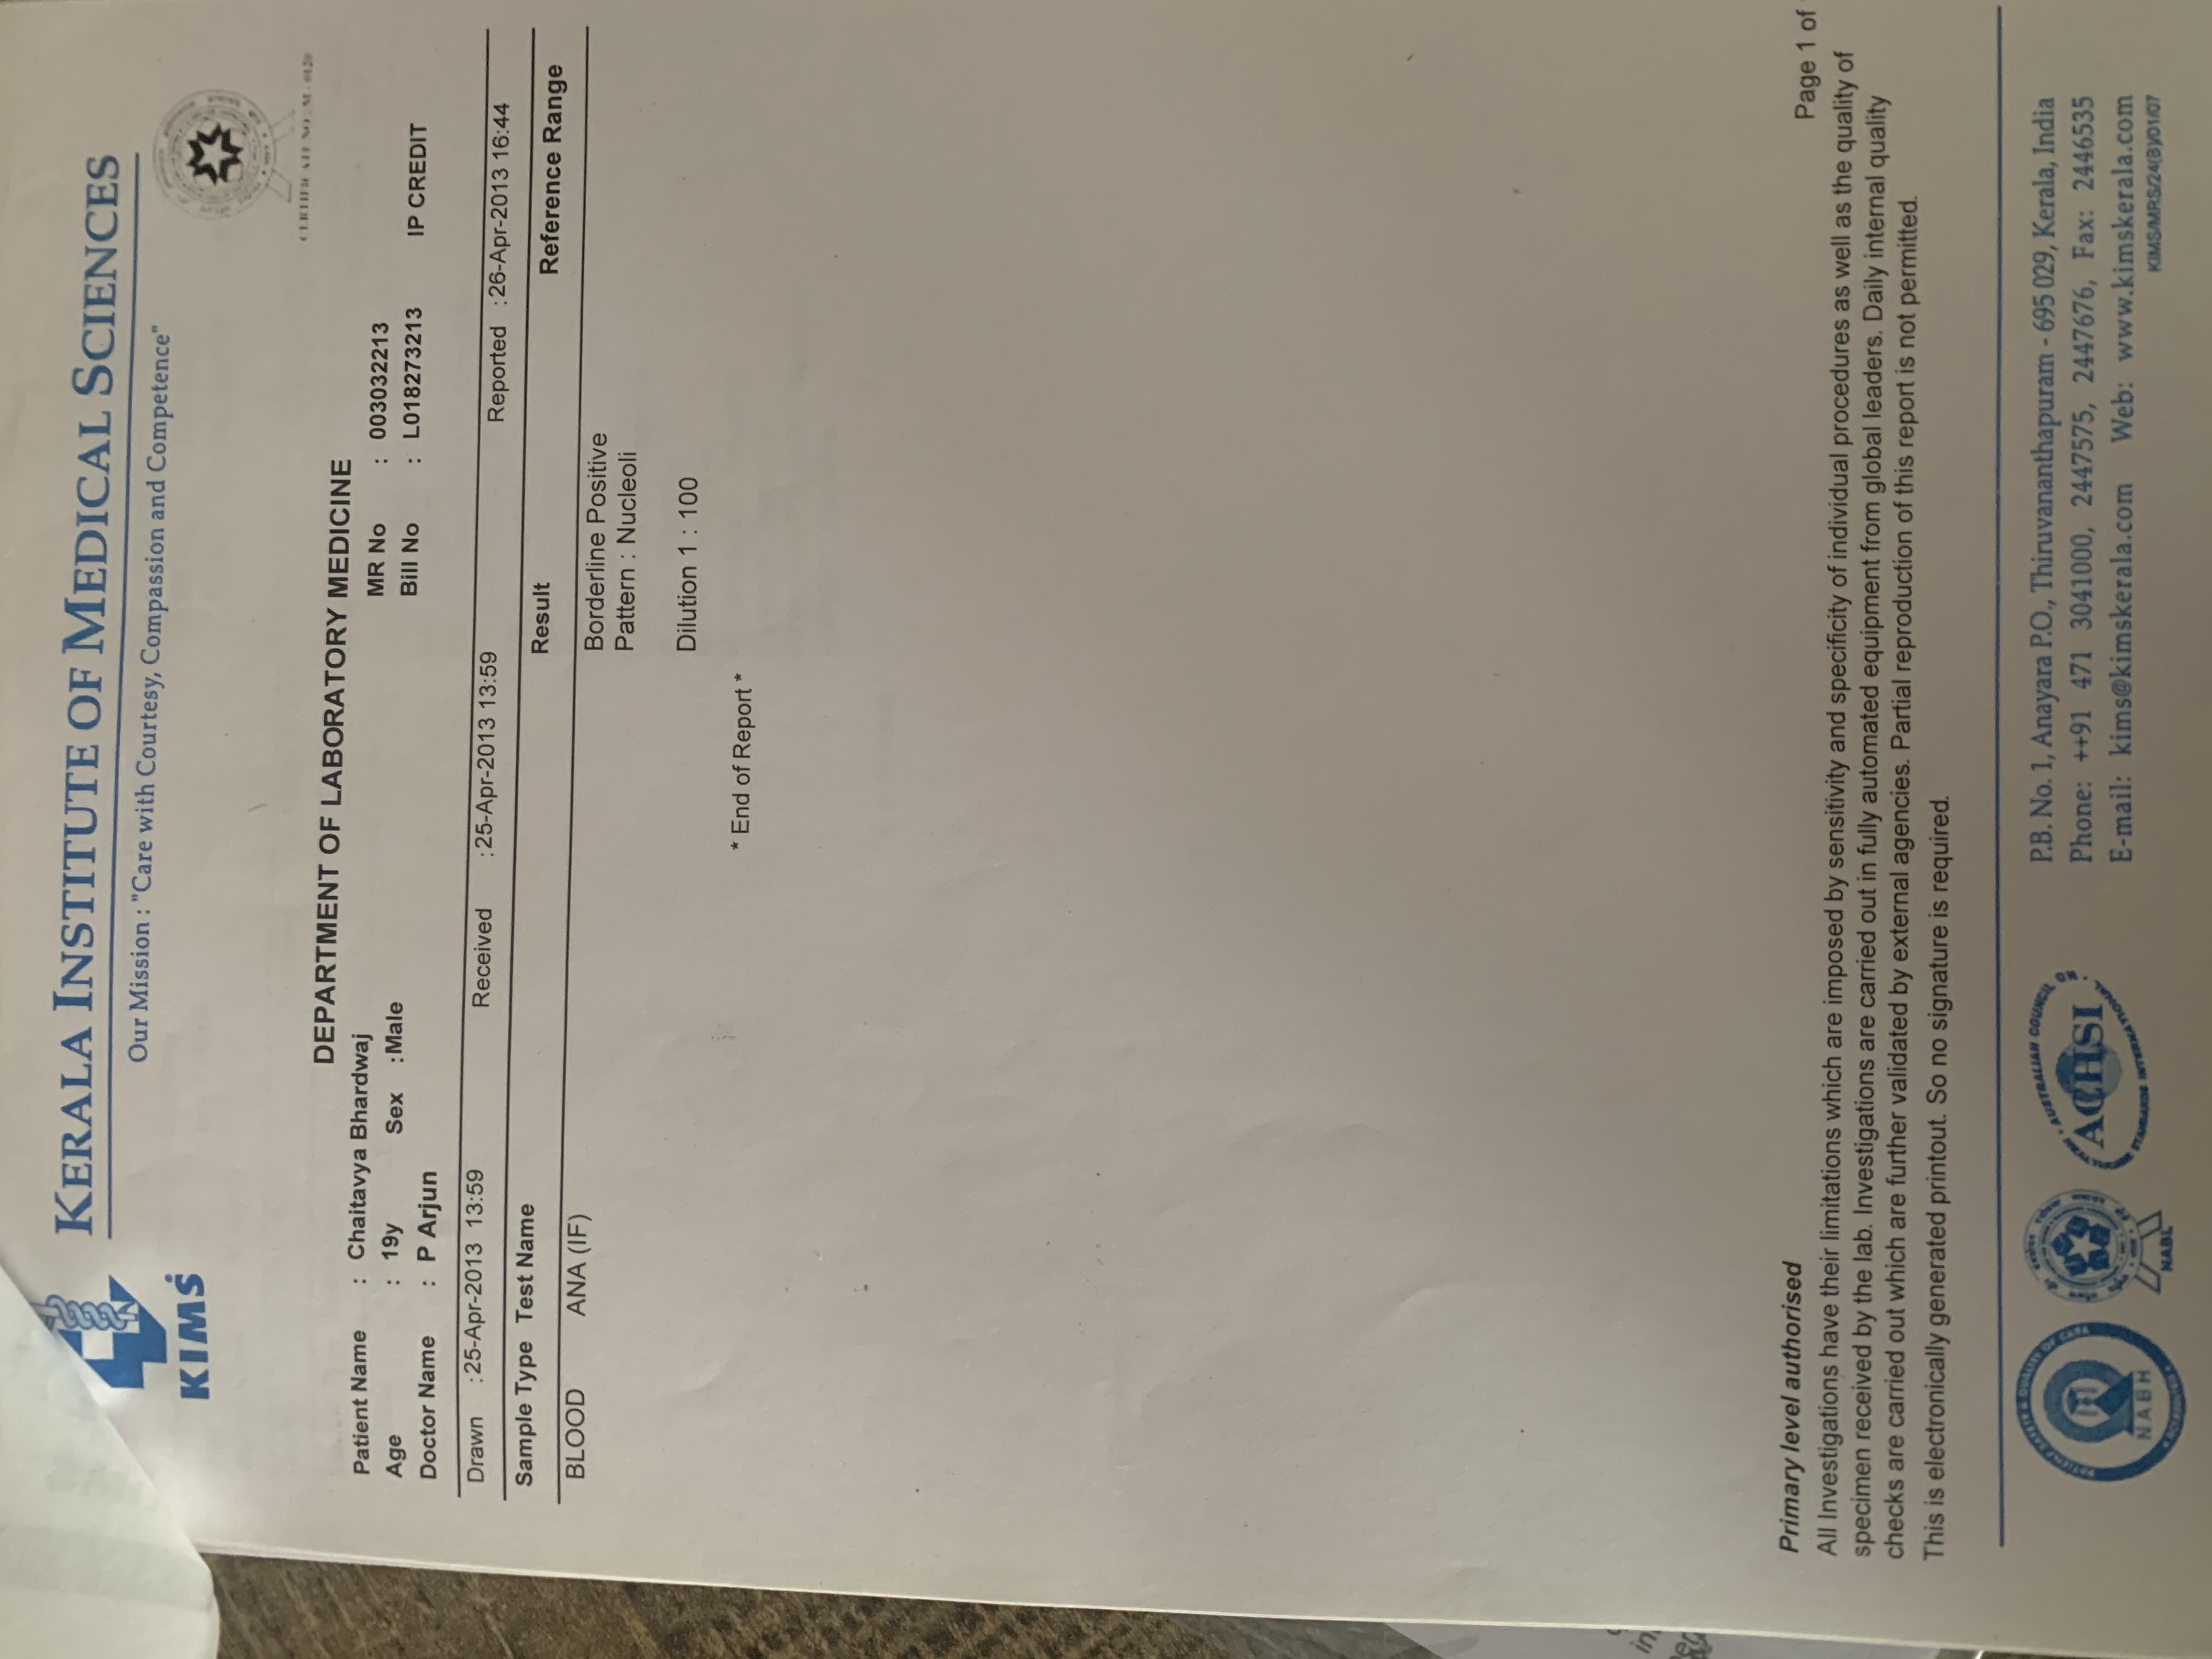 KERALA INSTITUTE OF MEDICAL SCIENCES
Our Mission : "Care with Courtesy, Compassion and Competence"
KIMS
CERTIFICATE NO : M - 0120
DEPARTMENT OF LABORATORY MEDICINE
Patient Name : Chaitavya Bhardwaj
MR No : 003032213
Age : 19y Sex :Male
Bill No : L018273213 IP CREDIT
Doctor Name : P Arjun
Drawn :25-Apr-2013 13:59 Received :25-Apr-2013 13:59 Reported :26-Apr-2013 16:44
Sample Type Test Name Result Reference Range
BLOOD ANA (IF) Borderline Positive
Pattern : Nucleoli
Dilution 1 : 100
* End of Report *
Primary level authorised
Page 1 of
All Investigations have their limitations which are imposed by sensitivity and specificity of individual procedures as well as the quality of
specimen received by the lab. Investigations are carried out in fully automated equipment from global leaders. Daily internal quality
checks are carried out which are further validated by external agencies. Partial reproduction of this report is not permitted.
This is electronically generated printout. So no signature is required.
PATIENT SAFETY & QUALITY OF CARE
NABH
ACCREDITED
NABL
AUSTRALIAN COUNCIL ON
ACHSI
STANDARDS INTERNATIONAL
P.B. No. 1, Anayara P.O., Thiruvananthapuram - 695 029, Kerala, India
Phone: ++91 471 3041000, 2447575, 2447676, Fax: 2446535
E-mail: kims@kimskerala.com Web: www.kimskerala.com
KIMS/MRS/24(B)/01/07